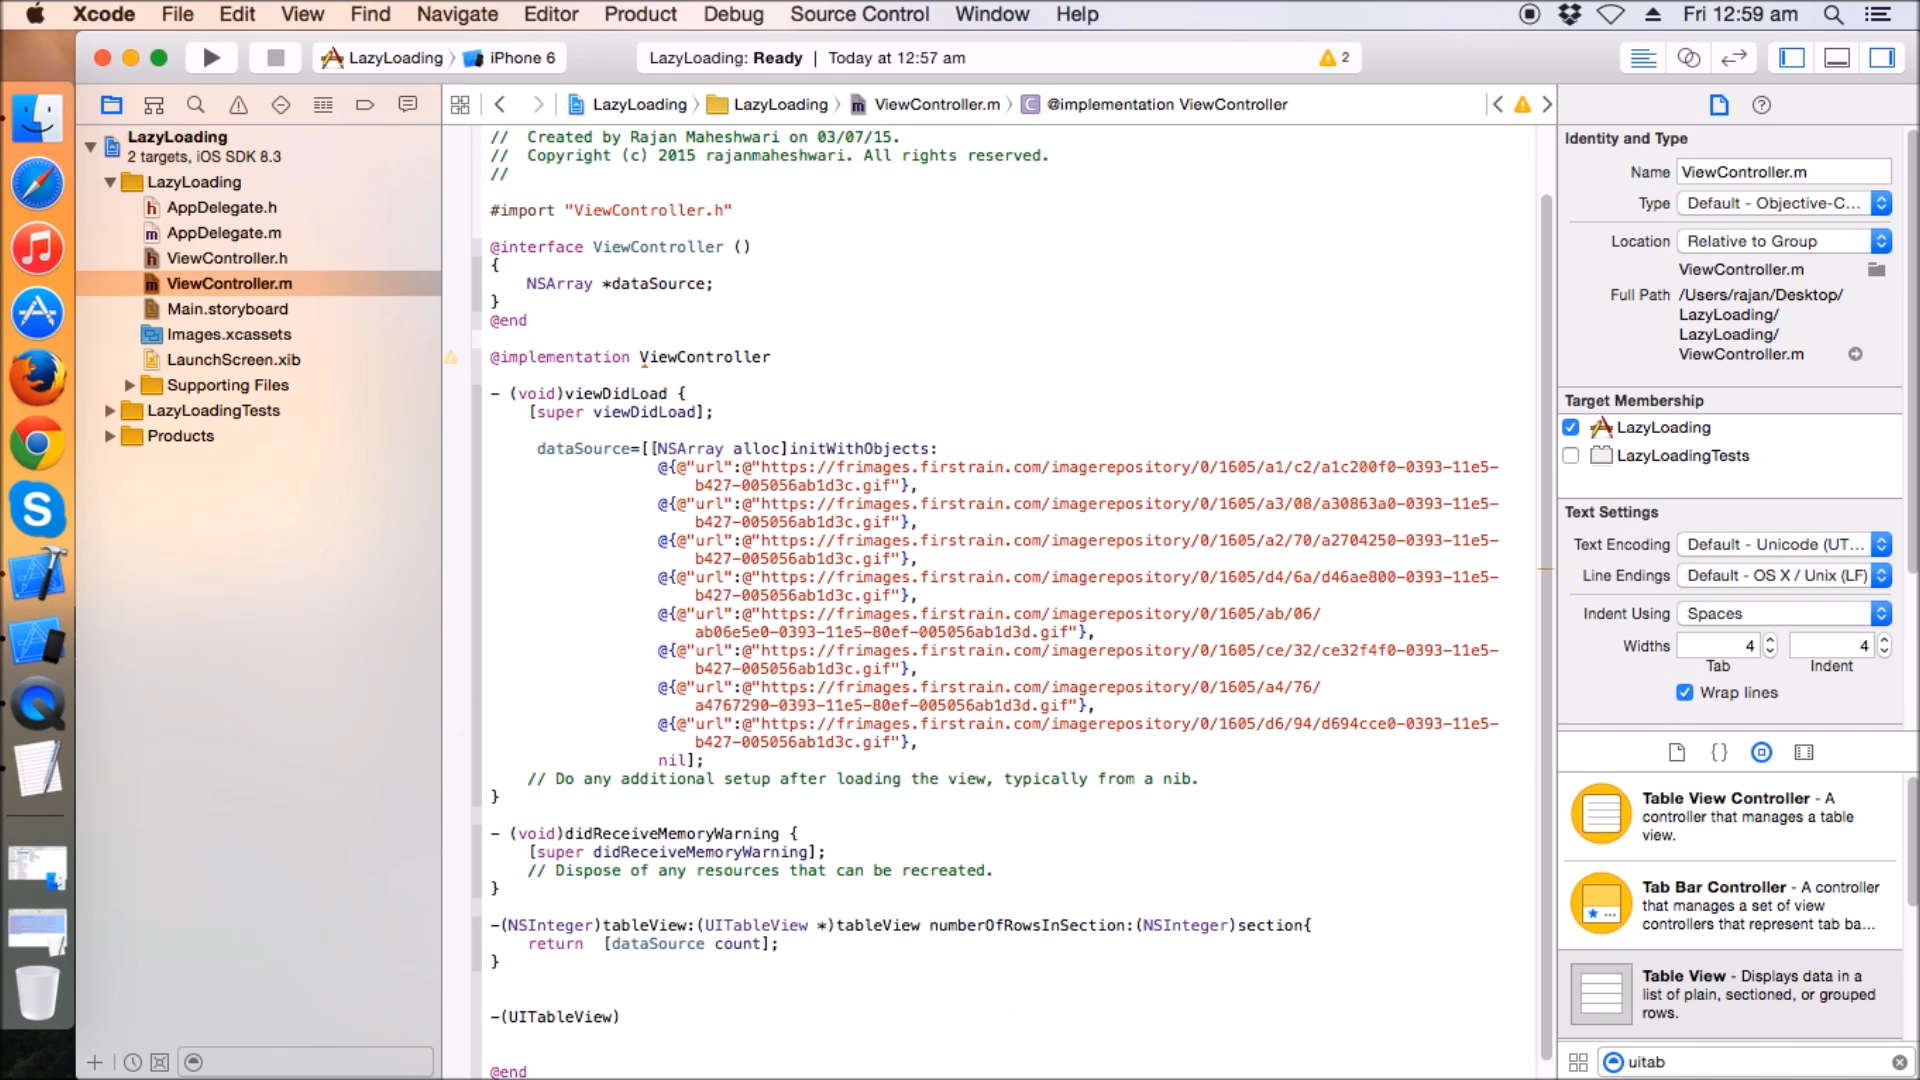 Xcode File Edit View Find Navigate Editor Product Debug Source Control Window Help Fri 12:59 am
LazyLoading iPhone 6 LazyLoading: Ready | Today at 12:57 am 2
LazyLoading LazyLoading ViewController.m @implementation ViewController
LazyLoading
2 targets, iOS SDK 8.3
LazyLoading
AppDelegate.h
AppDelegate.m
ViewController.h
ViewController.m
Main.storyboard
Images.xcassets
LaunchScreen.xib
Supporting Files
LazyLoadingTests
Products
//  Created by Rajan Maheshwari on 03/07/15.
//  Copyright (c) 2015 rajanmaheshwari. All rights reserved.
//
#import "ViewController.h"
@interface ViewController ()
{
NSArray *dataSource;
}
@end
@implementation ViewController
- (void)viewDidLoad {
[super viewDidLoad];
dataSource=[[NSArray alloc]initWithObjects:
@{@"url":@"https://frimages.firstrain.com/imagerepository/0/1605/a1/c2/a1c200f0-0393-11e5-
b427-005056ab1d3c.gif"},
@{@"url":@"https://frimages.firstrain.com/imagerepository/0/1605/a3/08/a30863a0-0393-11e5-
b427-005056ab1d3c.gif"},
@{@"url":@"https://frimages.firstrain.com/imagerepository/0/1605/a2/70/a2704250-0393-11e5-
b427-005056ab1d3c.gif"},
@{@"url":@"https://frimages.firstrain.com/imagerepository/0/1605/d4/6a/d46ae800-0393-11e5-
b427-005056ab1d3c.gif"},
@{@"url":@"https://frimages.firstrain.com/imagerepository/0/1605/ab/06/
ab06e5e0-0393-11e5-80ef-005056ab1d3d.gif"},
@{@"url":@"https://frimages.firstrain.com/imagerepository/0/1605/ce/32/ce32f4f0-0393-11e5-
b427-005056ab1d3c.gif"},
@{@"url":@"https://frimages.firstrain.com/imagerepository/0/1605/a4/76/
a4767290-0393-11e5-80ef-005056ab1d3d.gif"},
@{@"url":@"https://frimages.firstrain.com/imagerepository/0/1605/d6/94/d694cce0-0393-11e5-
b427-005056ab1d3c.gif"},
nil];
// Do any additional setup after loading the view, typically from a nib.
}
- (void)didReceiveMemoryWarning {
[super didReceiveMemoryWarning];
// Dispose of any resources that can be recreated.
}
-(NSInteger)tableView:(UITableView *)tableView numberOfRowsInSection:(NSInteger)section{
return  [dataSource count];
}
-(UITableView)
@end
Identity and Type
Name ViewController.m
Type Default - Objective-C...
Location Relative to Group
ViewController.m
Full Path /Users/rajan/Desktop/
LazyLoading/
LazyLoading/
ViewController.m
Target Membership
LazyLoading
LazyLoadingTests
Text Settings
Text Encoding Default - Unicode (UT...
Line Endings Default - OS X / Unix (LF)
Indent Using Spaces
Widths 4 4
Tab Indent
Wrap lines
Table View Controller - A
controller that manages a table
view.
Tab Bar Controller - A controller
that manages a set of view
controllers that represent tab ba...
Table View - Displays data in a
list of plain, sectioned, or grouped
rows.
uitab